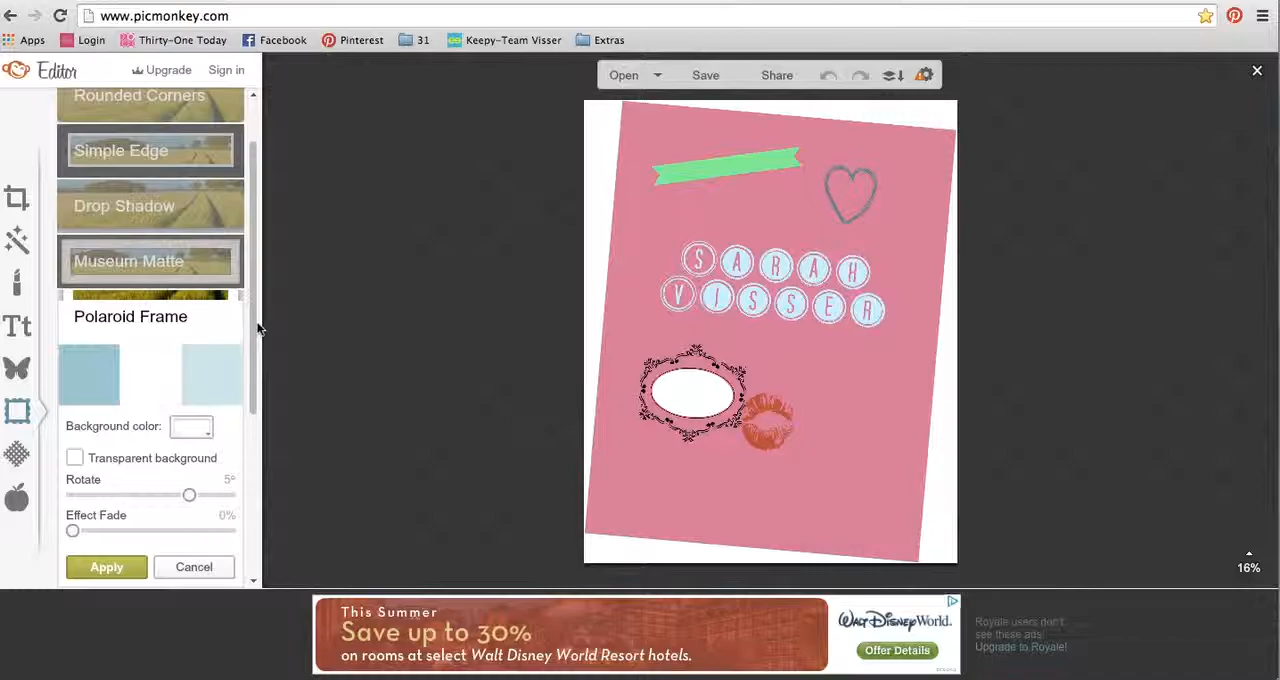 www.picmonkey.com
Apps Login Thirty-One Today Facebook Pinterest 31 Keepy-Team Visser Extras
Editor Upgrade Sign in
Open Save Share
Rounded Corners
Simple Edge
Drop Shadow
Museum Matte
Polaroid Frame
Background color:
Transparent background
Rotate 5°
Effect Fade 0%
Apply Cancel
Tt
SARAH
VISSER
16%
This Summer
Save up to 30%
on rooms at select Walt Disney World Resort hotels.
Walt Disney World.
Offer Details
Royale users don't
see these ads.
Upgrade to Royale!